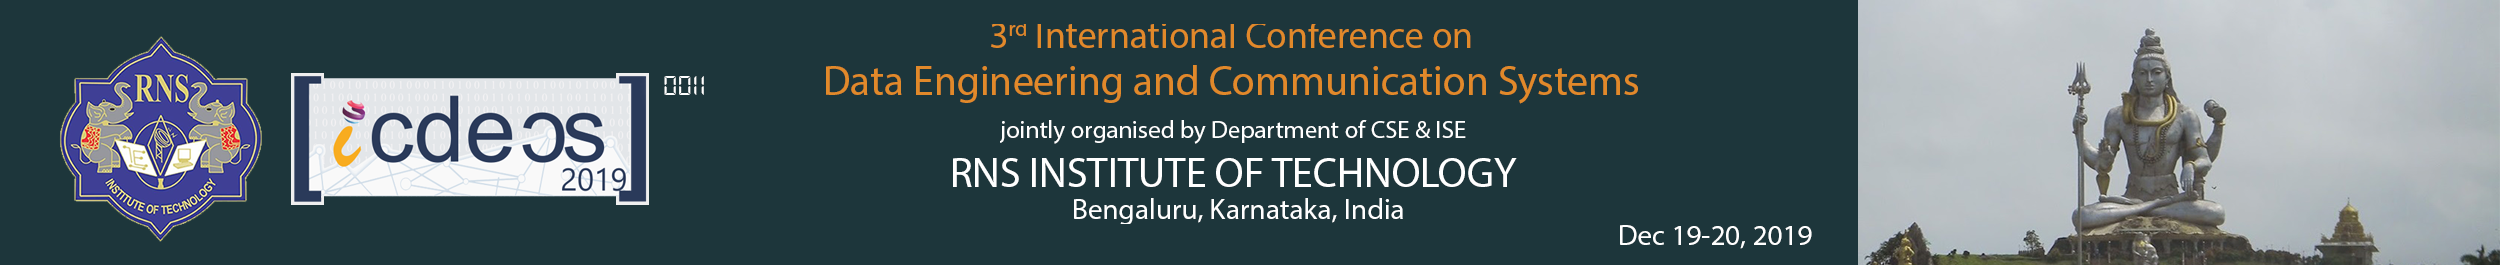 RNS
INSTITUTE OF TECHNOLOGY
icdecs
2019
0011
3rd International Conference on
Data Engineering and Communication Systems
jointly organised by Department of CSE & ISE
RNS INSTITUTE OF TECHNOLOGY
Bengaluru, Karnataka, India
Dec 19-20, 2019